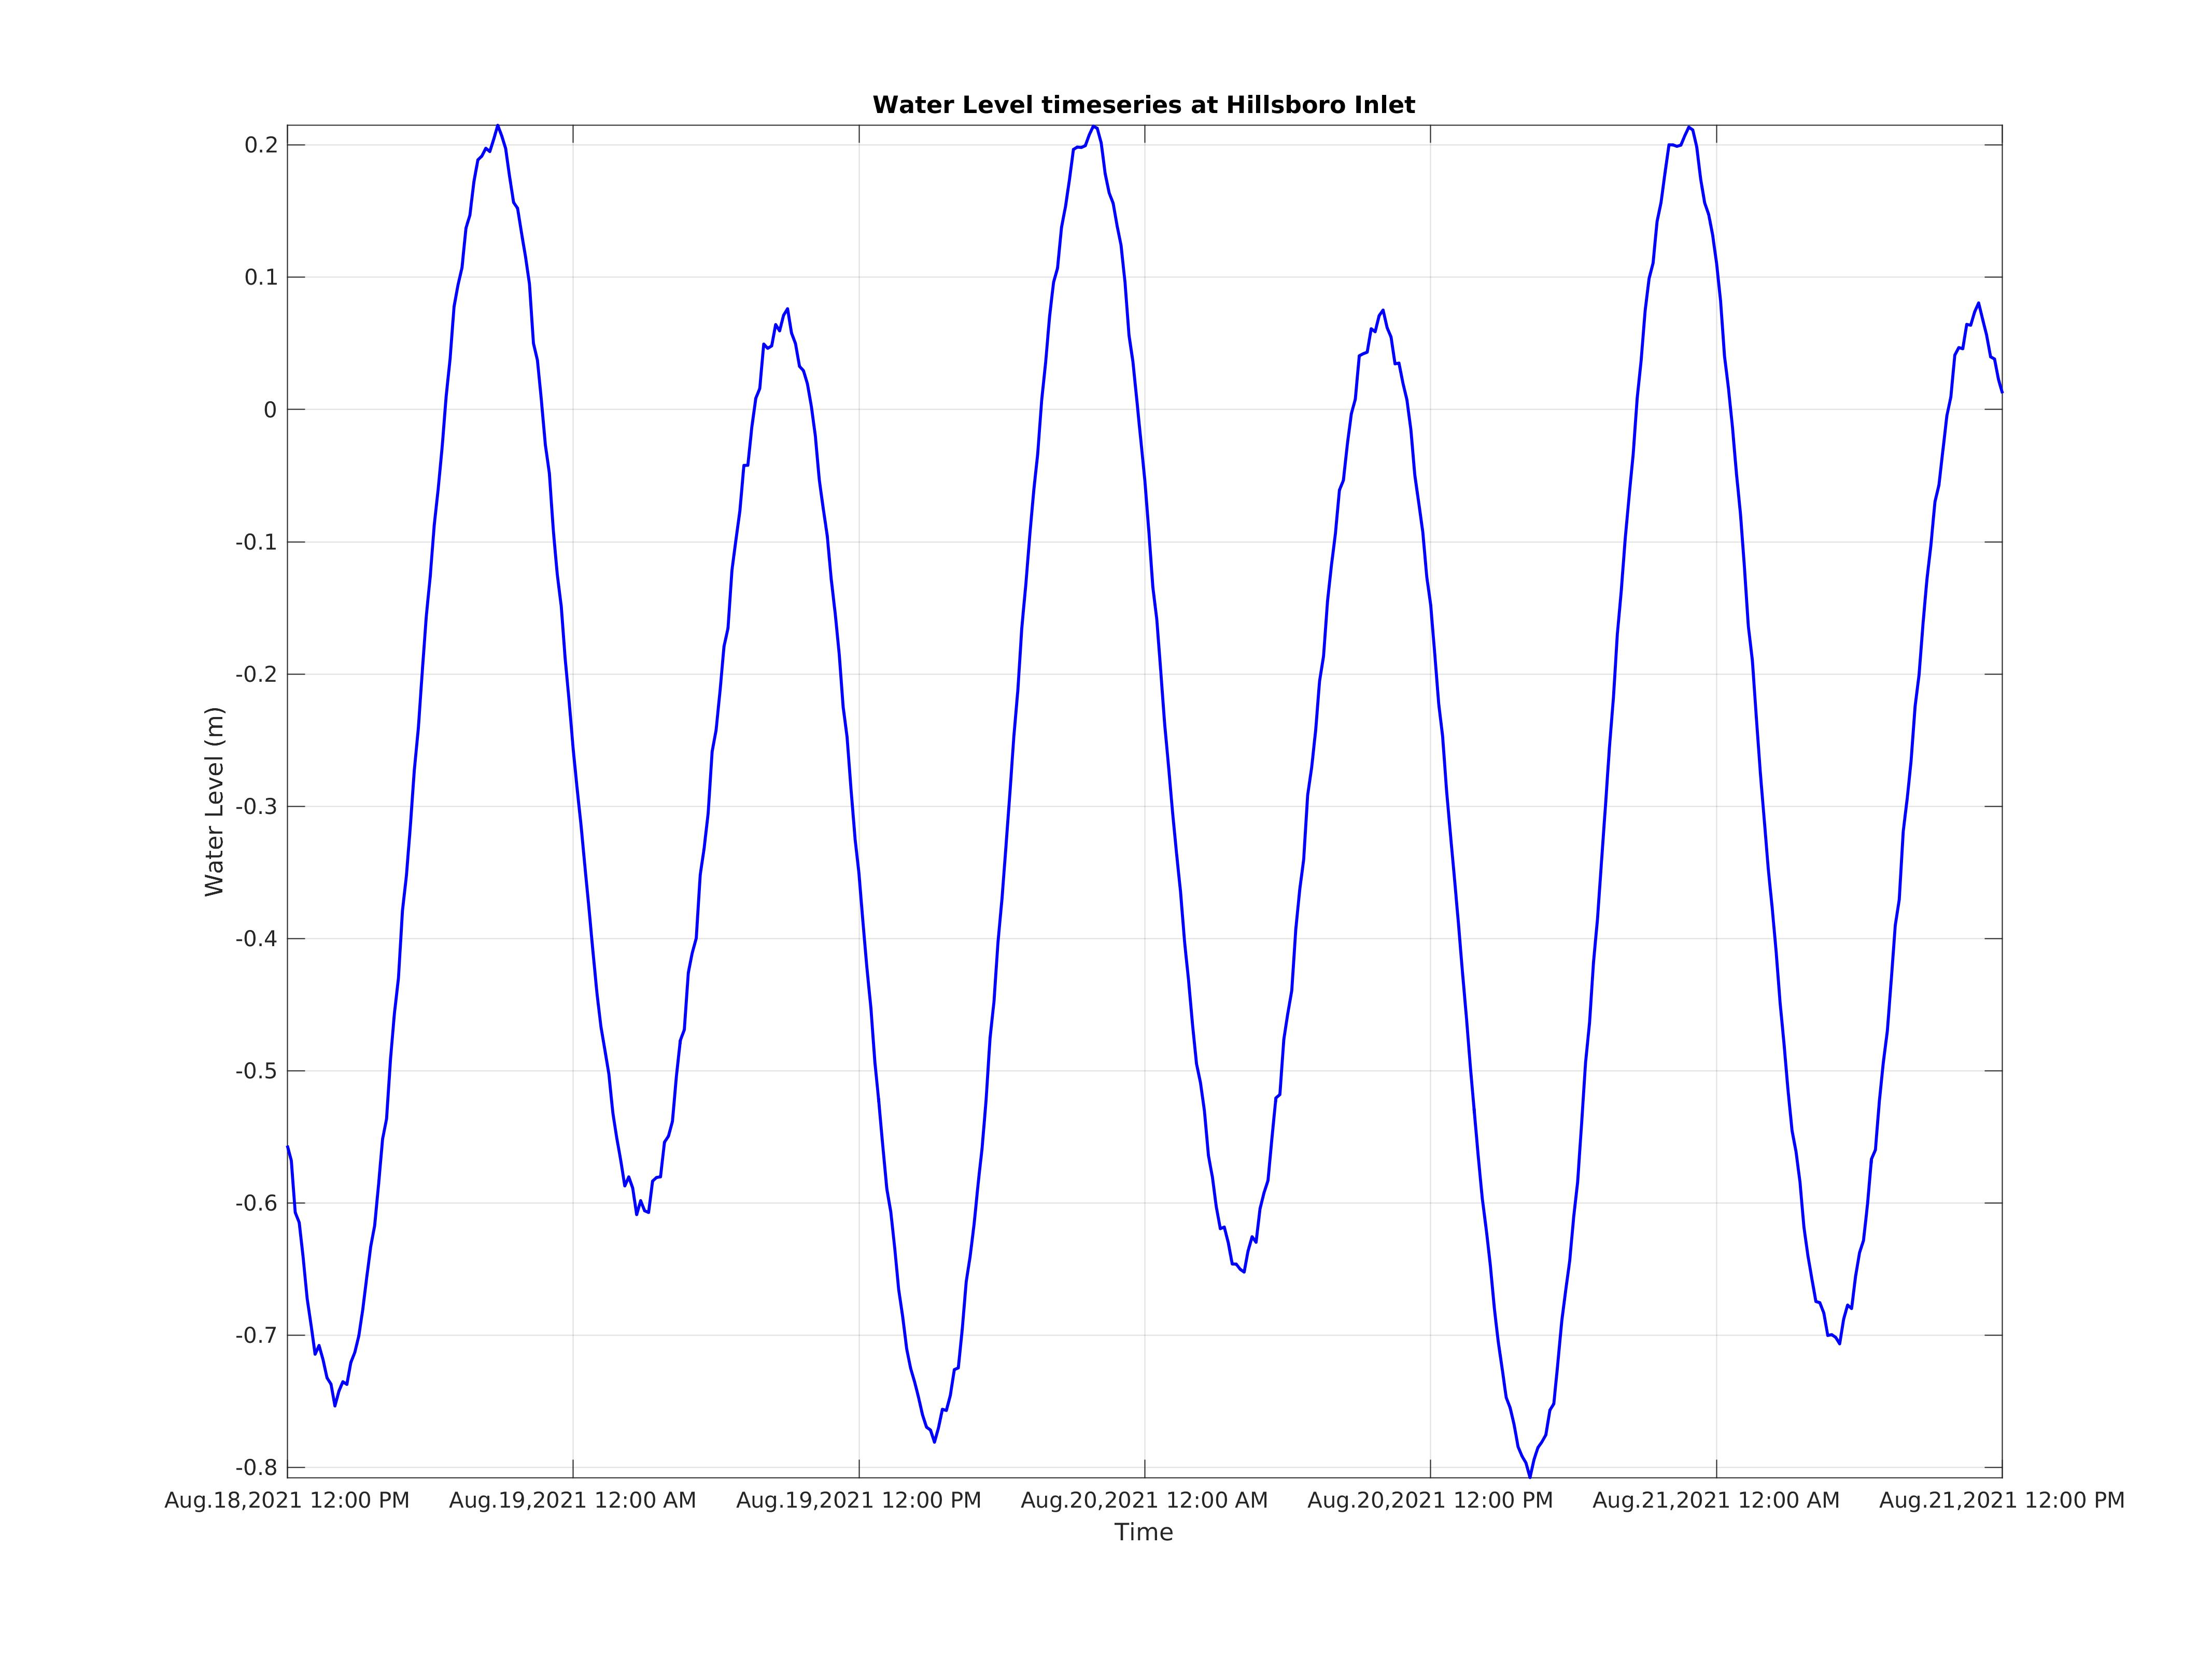 Water Level timeseries at Hillsboro Inlet
0.2
0.1
0
-0.1
-0.2
-0.3
-0.4
-0.5
-0.6
-0.7
-0.8
Water Level (m)
Aug.18,2021 12:00 PM Aug.19,2021 12:00 AM Aug.19,2021 12:00 PM Aug.20,2021 12:00 AM Aug.20,2021 12:00 PM Aug.21,2021 12:00 AM Aug.21,2021 12:00 PM
Time